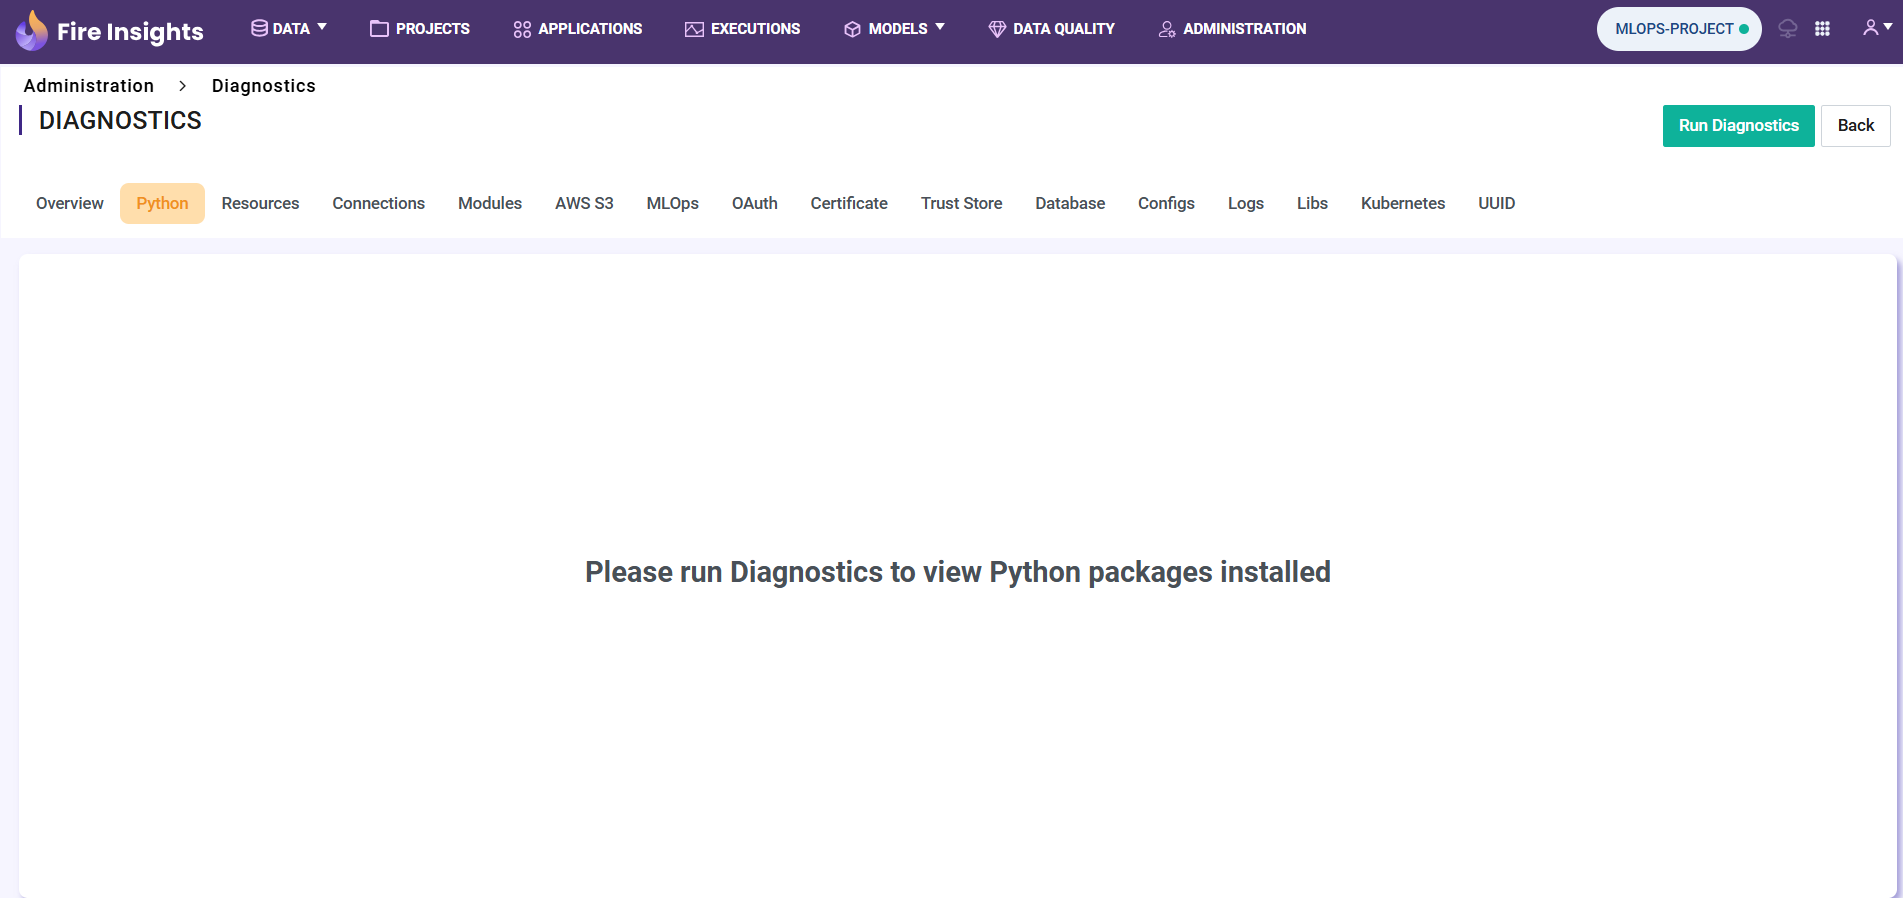 Fire Insights DATA PROJECTS APPLICATIONS EXECUTIONS MODELS DATA QUALITY ADMINISTRATION MLOPS-PROJECT
Administration > Diagnostics
DIAGNOSTICS
Run Diagnostics Back
Overview Python Resources Connections Modules AWS S3 MLOps OAuth Certificate Trust Store Database Configs Logs Libs Kubernetes UUID
Please run Diagnostics to view Python packages installed